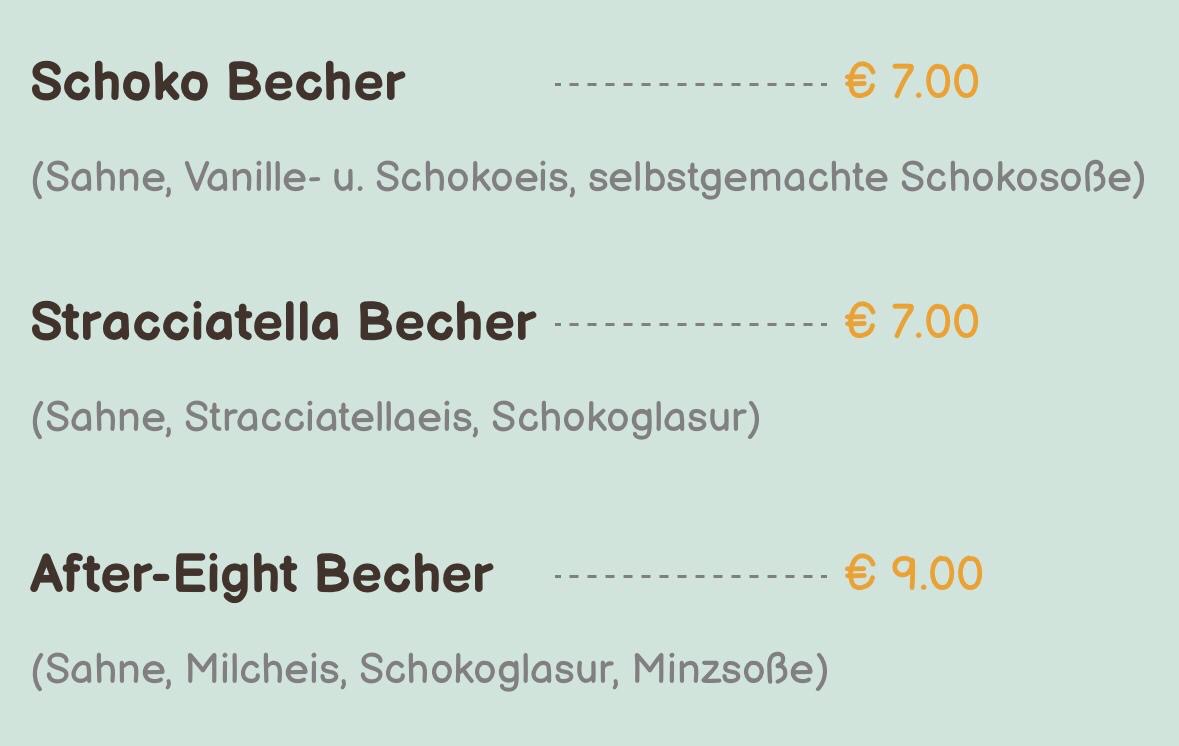 Schoko Becher € 7.00
(Sahne, Vanille- u. Schokoeis, selbstgemachte Schokosoße)
Stracciatella Becher € 7.00
(Sahne, Stracciatellaeis, Schokoglasur)
After-Eight Becher € 9.00
(Sahne, Milcheis, Schokoglasur, Minzsoße)